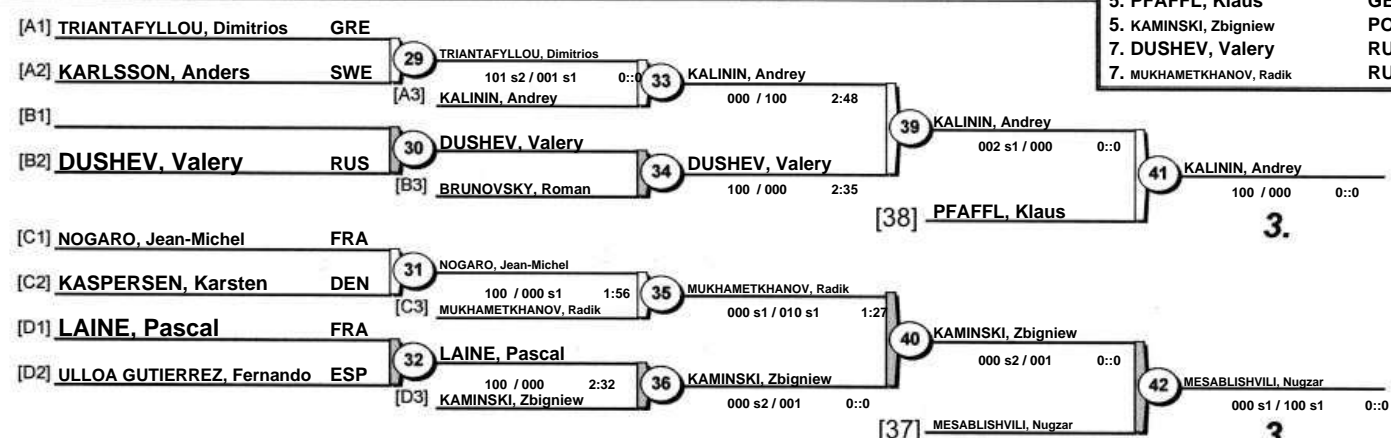 5. PFAFFL, Klaus
5. KAMINSKI, Zbigniew
7. DUSHEV, Valery
7. MUKHAMETKHANOV, Radik
[A1] TRIANTAFYLLOU, Dimitrios GRE
[A2] KARLSSON, Anders SWE
29
TRIANTAFYLLOU, Dimitrios
101 s2 / 001 s1 0::0
[A3] KALININ, Andrey
33
KALININ, Andrey
000 / 100 2:48
[B1]
[B2] DUSHEV, Valery RUS
30
DUSHEV, Valery
[B3] BRUNOVSKY, Roman
34
DUSHEV, Valery
100 / 000 2:35
39
KALININ, Andrey
002 s1 / 000 0::0
[38] PFAFFL, Klaus
41
KALININ, Andrey
100 / 000 0::0
3.
[C1] NOGARO, Jean-Michel FRA
[C2] KASPERSEN, Karsten DEN
31
NOGARO, Jean-Michel
100 / 000 s1 1:56
[C3] MUKHAMETKHANOV, Radik
35
MUKHAMETKHANOV, Radik
000 s1 / 010 s1 1:27
[D1] LAINE, Pascal FRA
[D2] ULLOA GUTIERREZ, Fernando ESP
32
LAINE, Pascal
100 / 000 2:32
[D3] KAMINSKI, Zbigniew
36
KAMINSKI, Zbigniew
000 s2 / 001 0::0
40
KAMINSKI, Zbigniew
000 s2 / 001 0::0
[37] MESABLISHVILI, Nugzar
42
MESABLISHVILI, Nugzar
000 s1 / 100 s1 0::0
3.